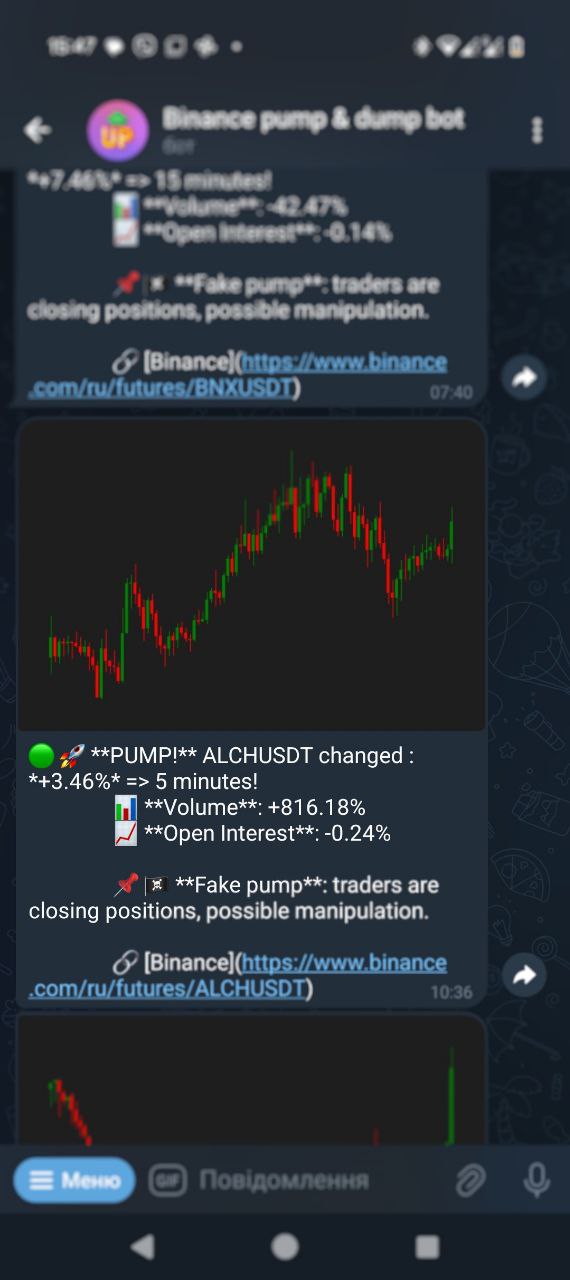 15:47
Binance pump & dump bot
бот
*+7.46%* => 15 minutes!
**Volume**: -42.47%
**Open Interest**: -0.14%
**Fake pump**: traders are
closing positions, possible manipulation.
[Binance](https://www.binance
.com/ru/futures/BNXUSDT)
07:40
**PUMP!** ALCHUSDT changed :
*+3.46%* => 5 minutes!
**Volume**: +816.18%
**Open Interest**: -0.24%
**Fake pump**: traders are
closing positions, possible manipulation.
[Binance](https://www.binance
.com/ru/futures/ALCHUSDT)
10:36
Меню
GIF
Повідомлення